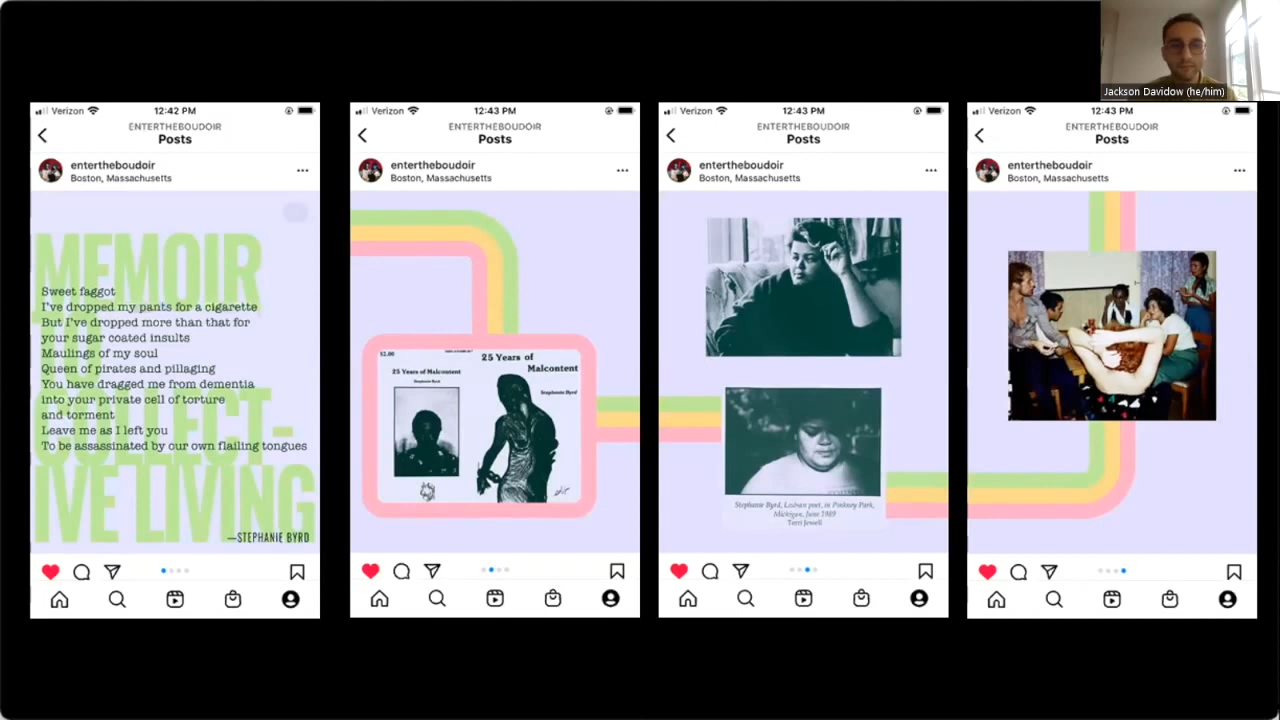 Jackson Davidow (he/him)
Verizon 12:42 PM
ENTERTHEBOUDOIR
Posts
entertheboudoir
Boston, Massachusetts
MEMOIR
COLLECT-
IVE LIVING
Sweet faggot
I've dropped my pants for a cigarette
But I've dropped more than that for
your sugar coated insults
Maulings of my soul
Queen of pirates and pillaging
You have dragged me from dementia
into your private cell of torture
and torment
Leave me as I left you
To be assassinated by our own flailing tongues
—STEPHANIE BYRD
Verizon 12:43 PM
ENTERTHEBOUDOIR
Posts
entertheboudoir
Boston, Massachusetts
$2.00
25 Years of Malcontent
Stephanie Byrd
25 Years of
Malcontent
Stephanie Byrd
Verizon 12:43 PM
ENTERTHEBOUDOIR
Posts
entertheboudoir
Boston, Massachusetts
Stephanie Byrd, Lesbian poet, in Pinkney Park,
Michigan, June 1989
Terri Jewell
Verizon 12:43 PM
ENTERTHEBOUDOIR
Posts
entertheboudoir
Boston, Massachusetts